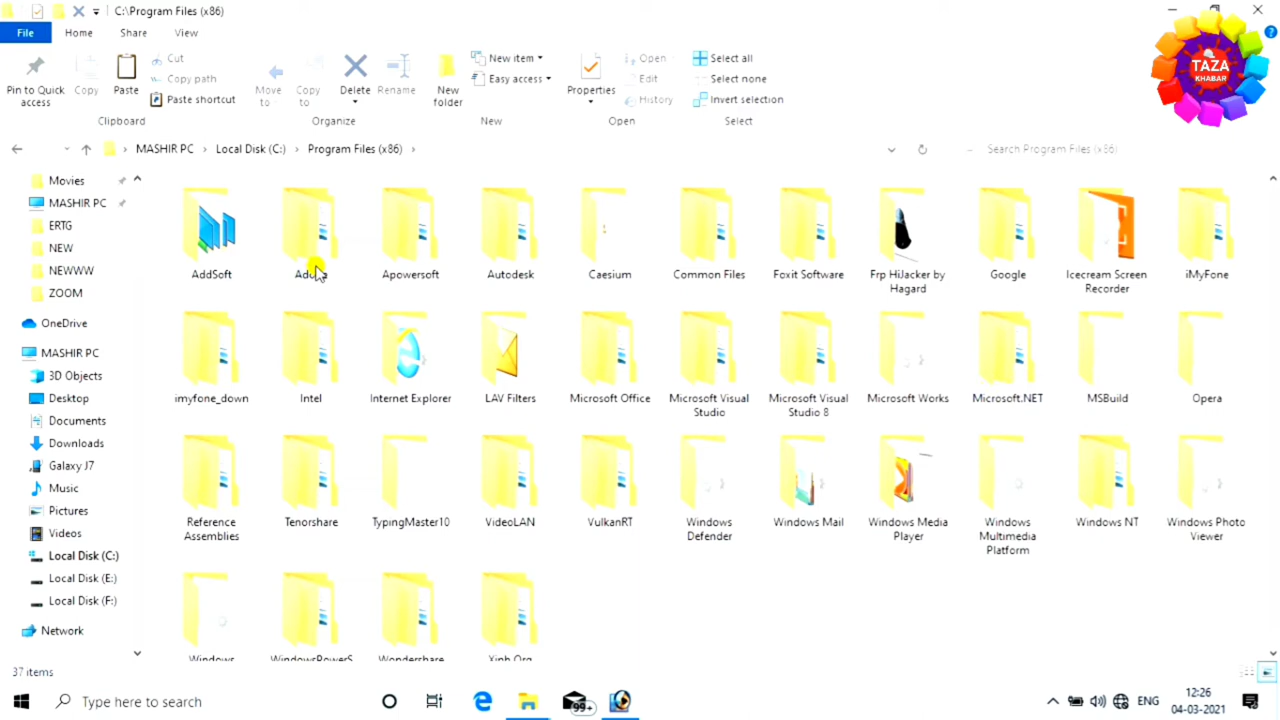 C:\Program Files (x86)
File Home Share View
Pin to Quick access
Copy
Paste
Cut
Copy path
Paste shortcut
Move to
Copy to
Delete
Rename
New folder
New item
Easy access
Properties
Open
Edit
History
Select all
Select none
Invert selection
Clipboard Organize New Open Select
TAZA
KHABAR
MASHIR PC Local Disk (C:) Program Files (x86)
Search Program Files (x86)
Movies
MASHIR PC
ERTG
NEW
NEWWW
ZOOM
OneDrive
MASHIR PC
3D Objects
Desktop
Documents
Downloads
Galaxy J7
Music
Pictures
Videos
Local Disk (C:)
Local Disk (E:)
Local Disk (F:)
Network
AddSoft
Apowersoft
Autodesk
Caesium
Common Files
Foxit Software
Frp HiJacker by
Hagard
Google
Icecream Screen
Recorder
iMyFone
imyfone_down
Intel
Internet Explorer
LAV Filters
Microsoft Office
Microsoft Visual
Studio
Microsoft Visual
Studio 8
Microsoft Works
Microsoft.NET
MSBuild
Opera
Reference
Assemblies
Tenorshare
TypingMaster10
VideoLAN
VulkanRT
Windows
Defender
Windows Mail
Windows Media
Player
Windows
Multimedia
Platform
Windows NT
Windows Photo
Viewer
Windows
WindowsPowerS
Wondershare
Xinh.Org
37 items
Type here to search
99+
ENG
12:26
04-03-2021